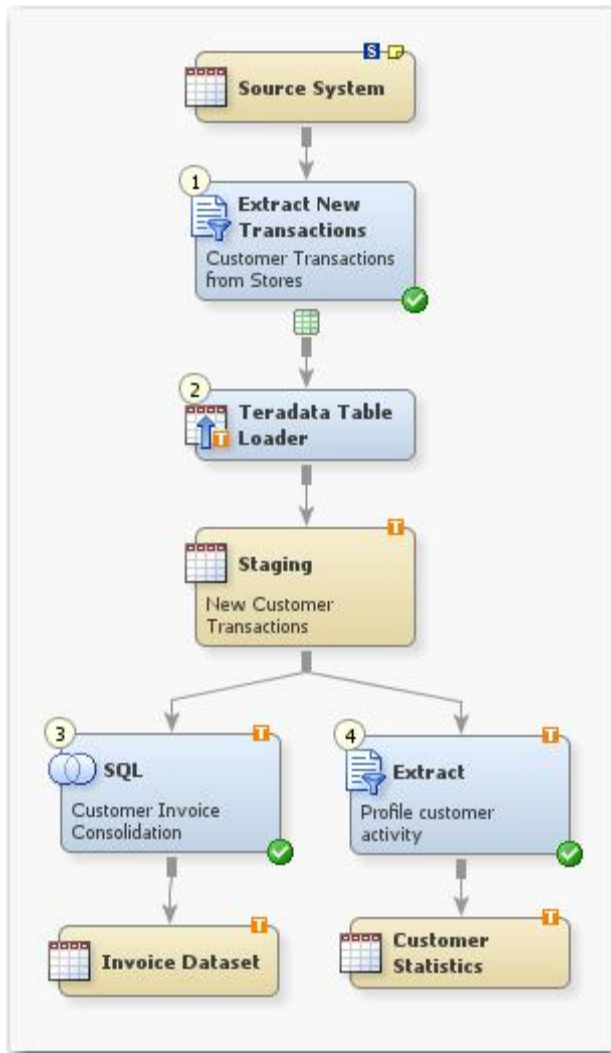 S
Source System
1
Extract New
Transactions
Customer Transactions
from Stores
2
Teradata Table
Loader
T
T
Staging
New Customer
Transactions
3
T
SQL
Customer Invoice
Consolidation
4
T
Extract
Profile customer
activity
T
Invoice Dataset
T
Customer
Statistics